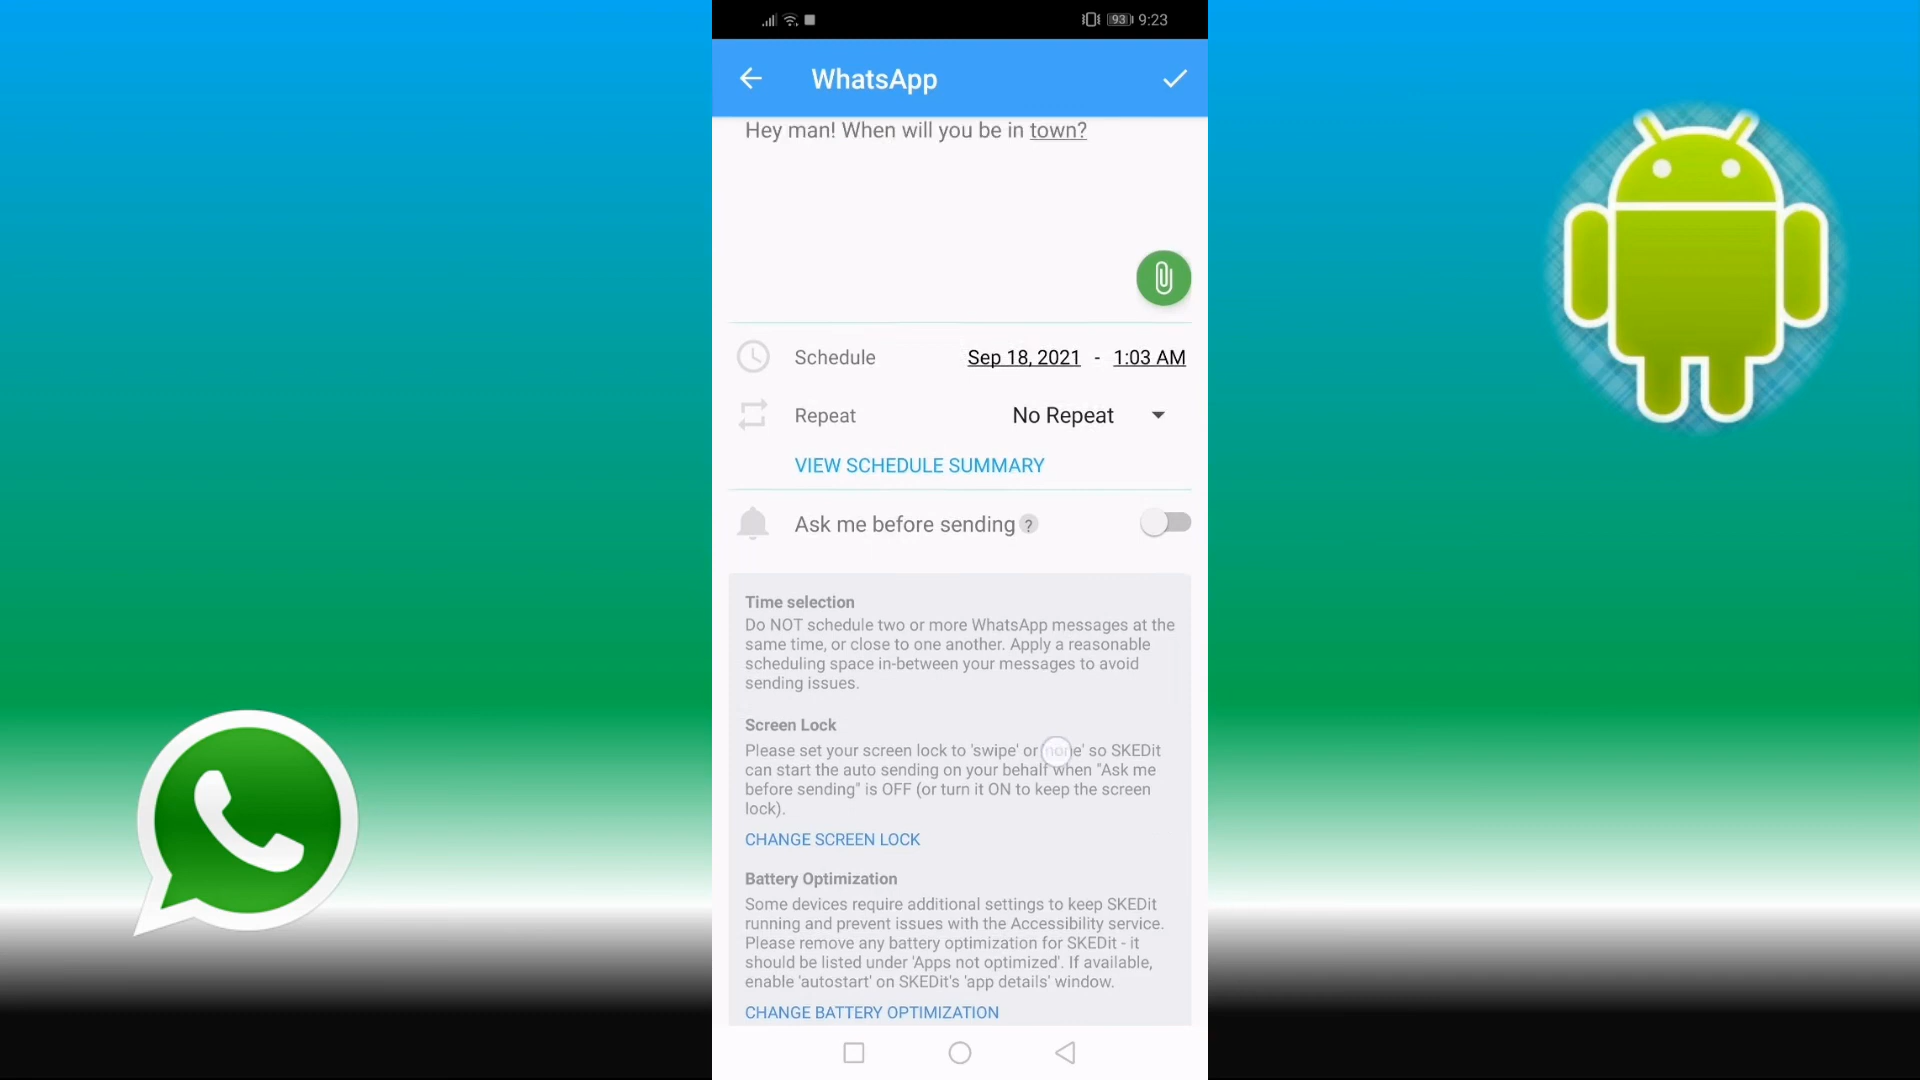 93 9:23
WhatsApp
Hey man! When will you be in town?
Schedule Sep 18, 2021 - 1:03 AM
Repeat No Repeat
VIEW SCHEDULE SUMMARY
Ask me before sending ?
Time selection
Do NOT schedule two or more WhatsApp messages at the
same time, or close to one another. Apply a reasonable
scheduling space in-between your messages to avoid
sending issues.
Screen Lock
Please set your screen lock to 'swipe' or 'none' so SKEDit
can start the auto sending on your behalf when "Ask me
before sending" is OFF (or turn it ON to keep the screen
lock).
CHANGE SCREEN LOCK
Battery Optimization
Some devices require additional settings to keep SKEDit
running and prevent issues with the Accessibility service.
Please remove any battery optimization for SKEDit - it
should be listed under 'Apps not optimized'. If available,
enable 'autostart' on SKEDit's 'app details' window.
CHANGE BATTERY OPTIMIZATION